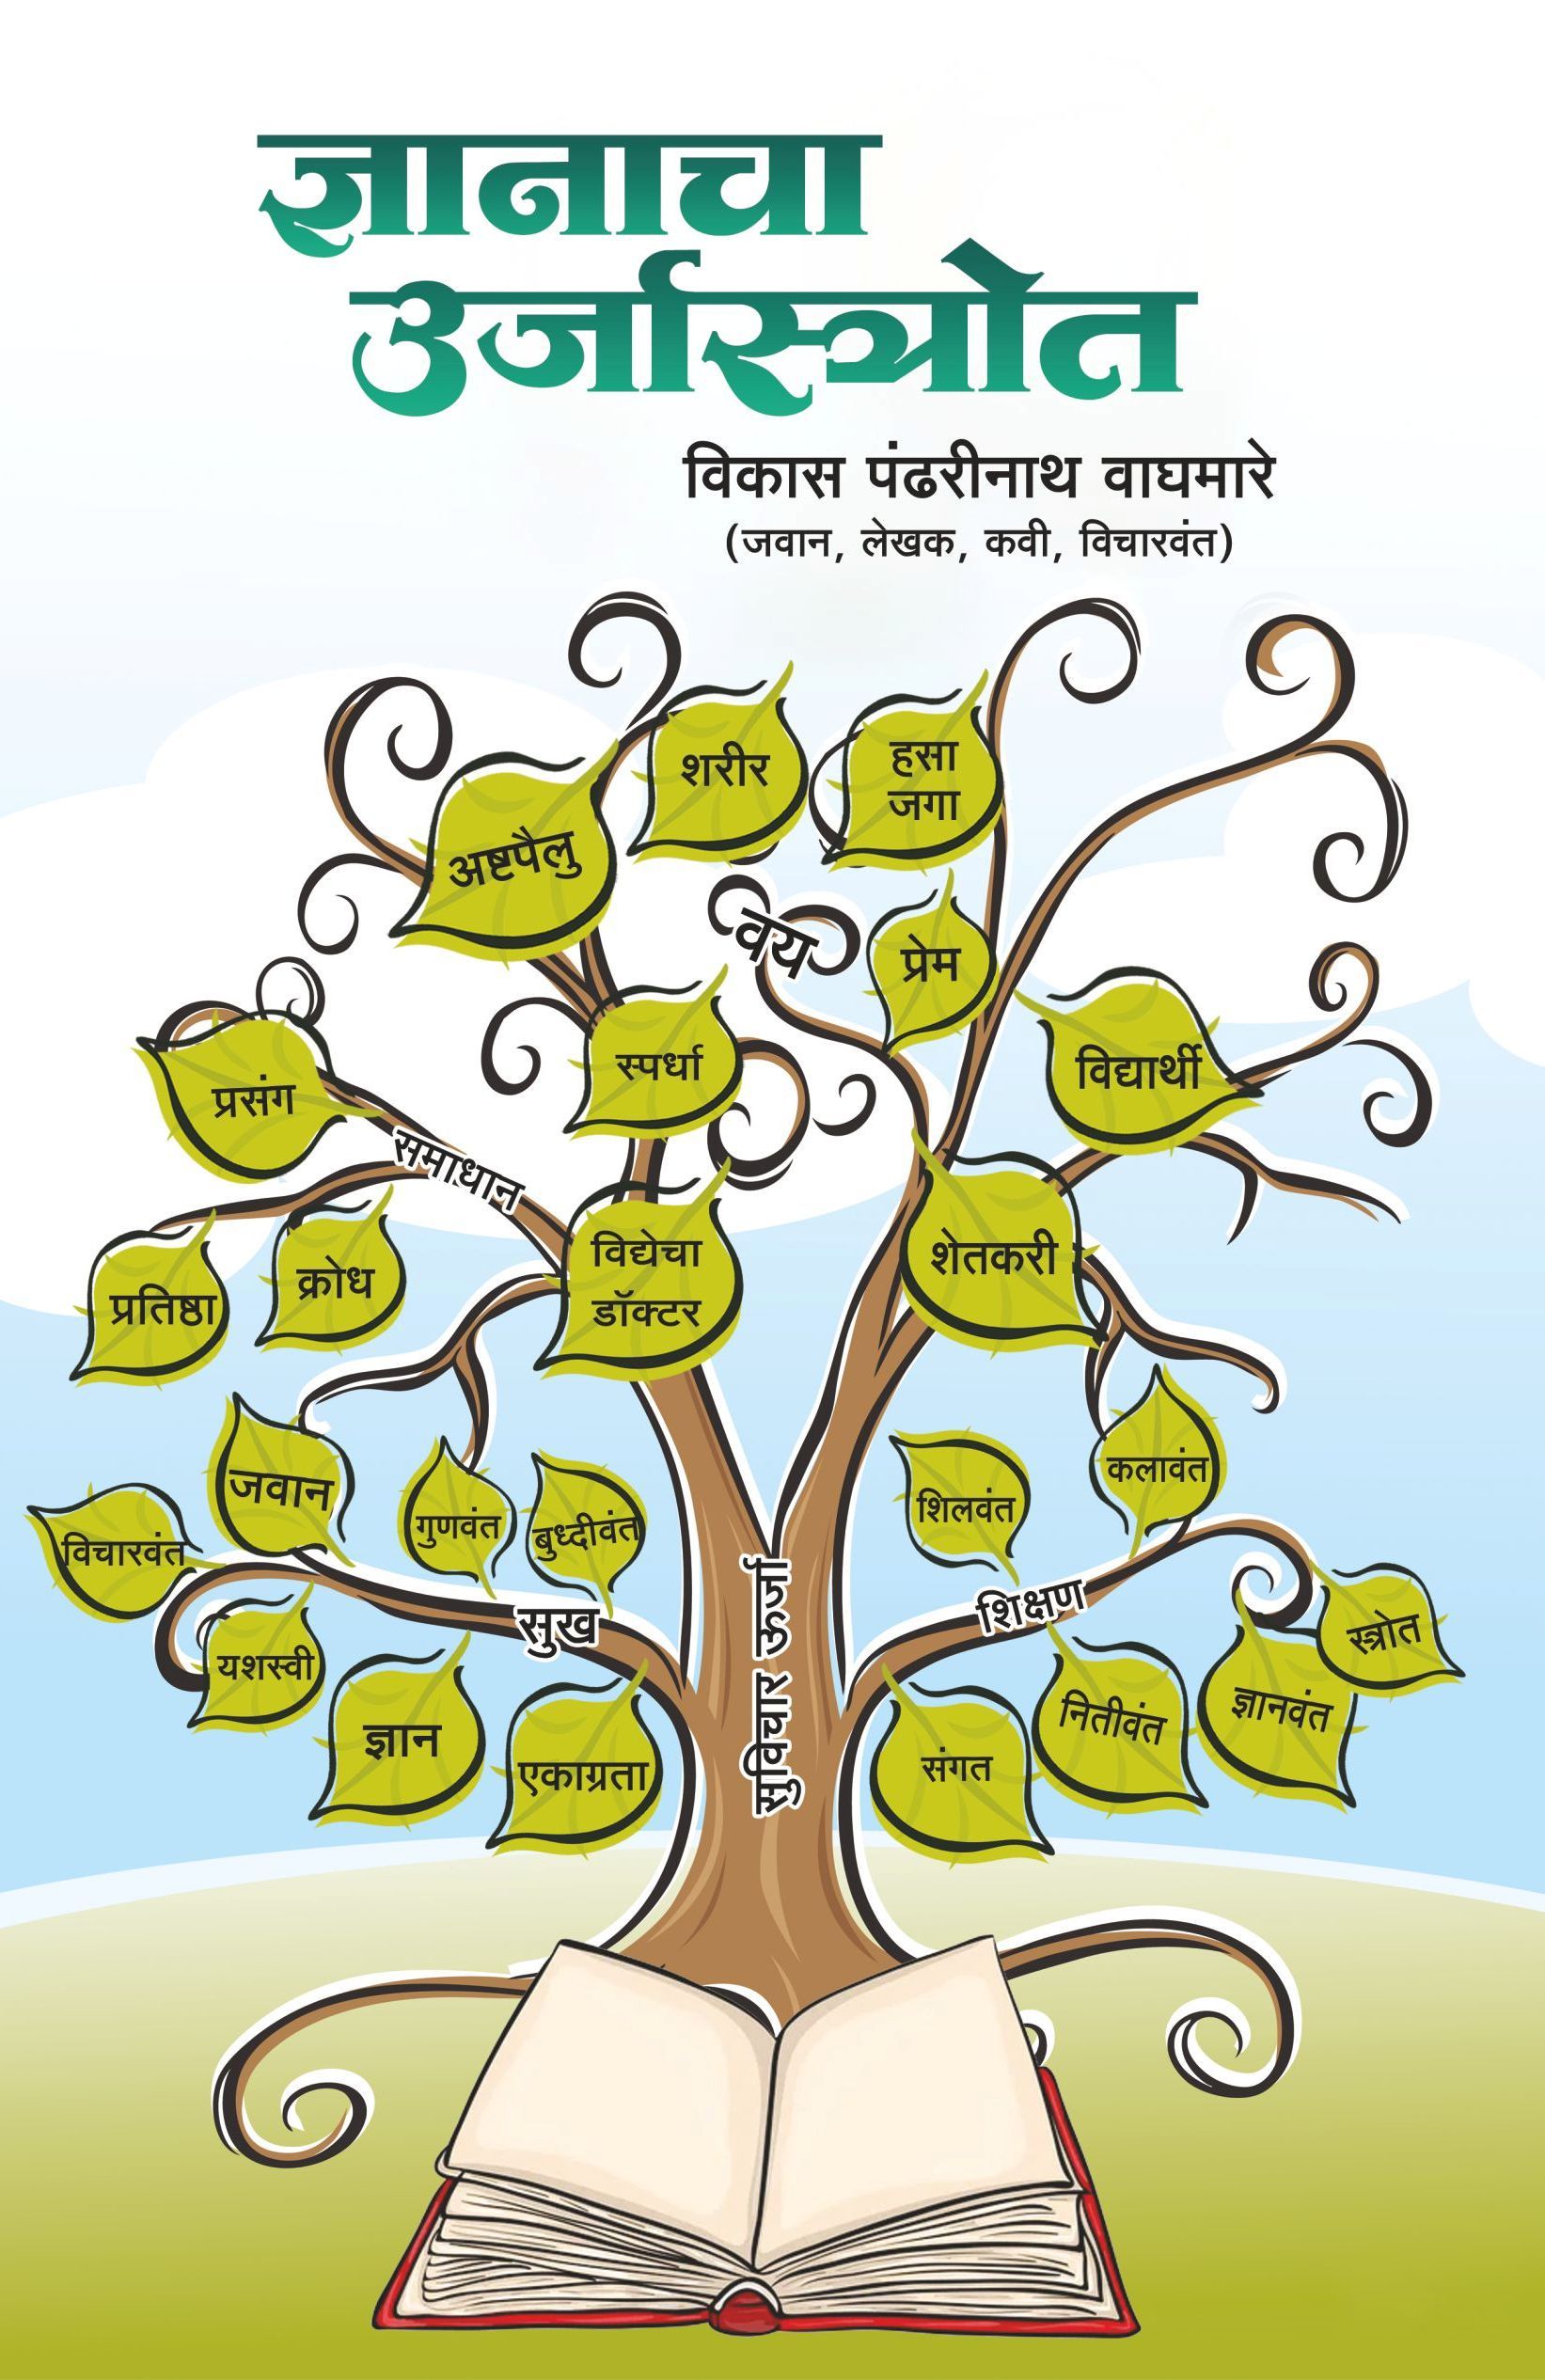 ज्ञानाचा
उर्जास्त्रोत
विकास पंढरीनाथ वाघमारे
(जवान, लेखक, कवी, विचारवंत)
शरीर
हसा
जगा
अष्टपैलु
वय
प्रेम
स्पर्धा
विद्यार्थी
प्रसंग
समाधान
विद्येचा
डॉक्टर
शेतकरी
प्रतिष्ठा
क्रोध
जवान
गुणवंत
बुध्दीवंत
शिलवंत
कलावंत
विचारवंत
सुख
सुविचार ऊर्जा
शिक्षण
स्त्रोत
यशस्वी
ज्ञान
एकाग्रता
संगत
नितीवंत
ज्ञानवंत